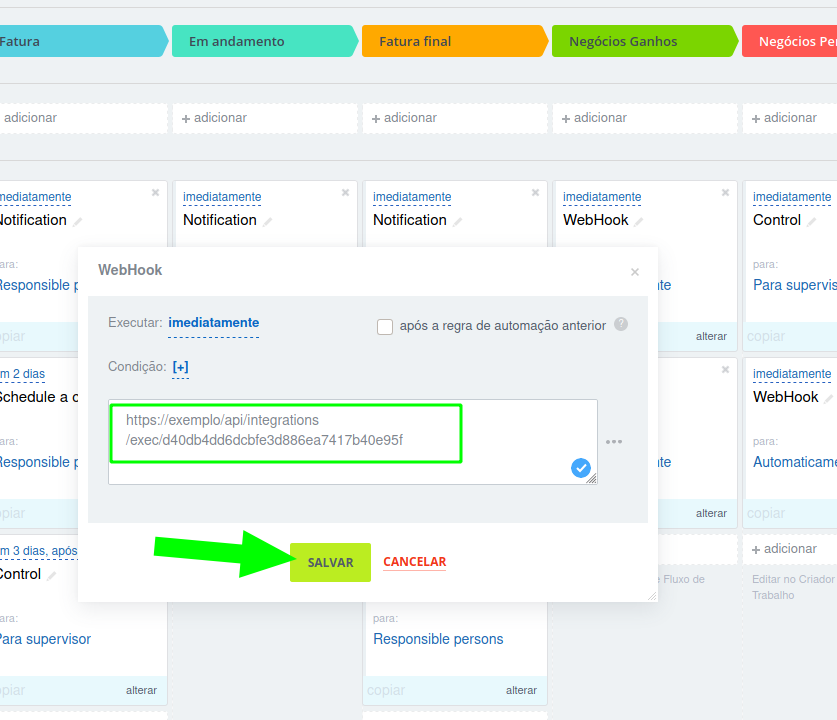 Fatura
Em andamento
Fatura final
Negócios Ganhos
Negócios Per
adicionar
+ adicionar
+ adicionar
+ adicionar
+ adicionar
mediatamente
imediatamente
imediatamente
imediatamente
imediatamente
Notification
Notification
Notification
WebHook
Control
para:
para:
Responsible p
te
Para supervis
copiar
alterar
copiar
WebHook
Executar: imediatamente
após a regra de automação anterior ?
Condição: [+]
https://exemplo/api/integrations
/exec/d40db4dd6dcbfe3d886ea7417b40e95f
SALVAR
CANCELAR
m 2 dias
imediatamente
Schedule a c
WebHook
para:
para:
Responsible p
te
Automaticame
copiar
alterar
copiar
m 3 dias, após
+ adicionar
Control
e Fluxo de
Editar no Criador
Trabalho
para:
para:
Para supervisor
Responsible persons
copiar
alterar
copiar
alterar